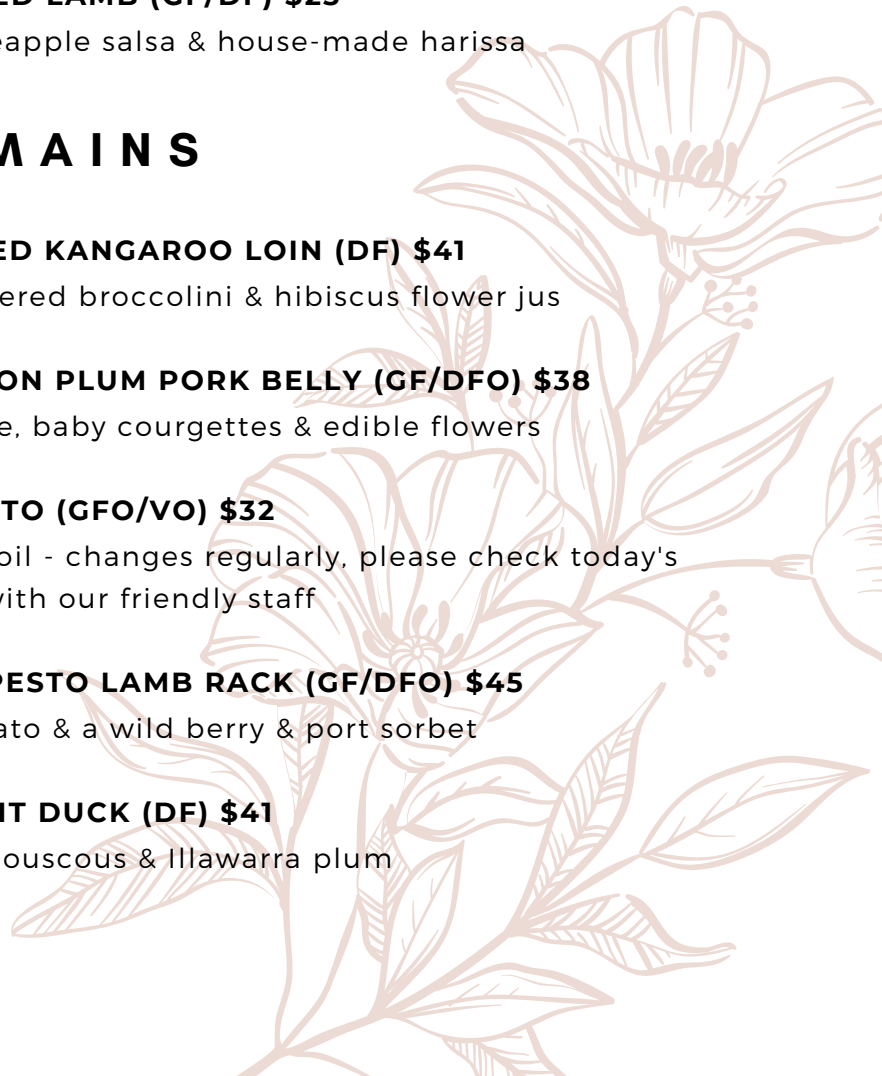 ED LAMB (GF/DF) $25
eapple salsa & house-made harissa
MAINS
ED KANGAROO LOIN (DF) $41
ered broccolini & hibiscus flower jus
ON PLUM PORK BELLY (GF/DFO) $38
e, baby courgettes & edible flowers
TO (GFO/VO) $32
oil - changes regularly, please check today's
with our friendly staff
PESTO LAMB RACK (GF/DFO) $45
ato & a wild berry & port sorbet
IT DUCK (DF) $41
ouscous & Illawarra plum